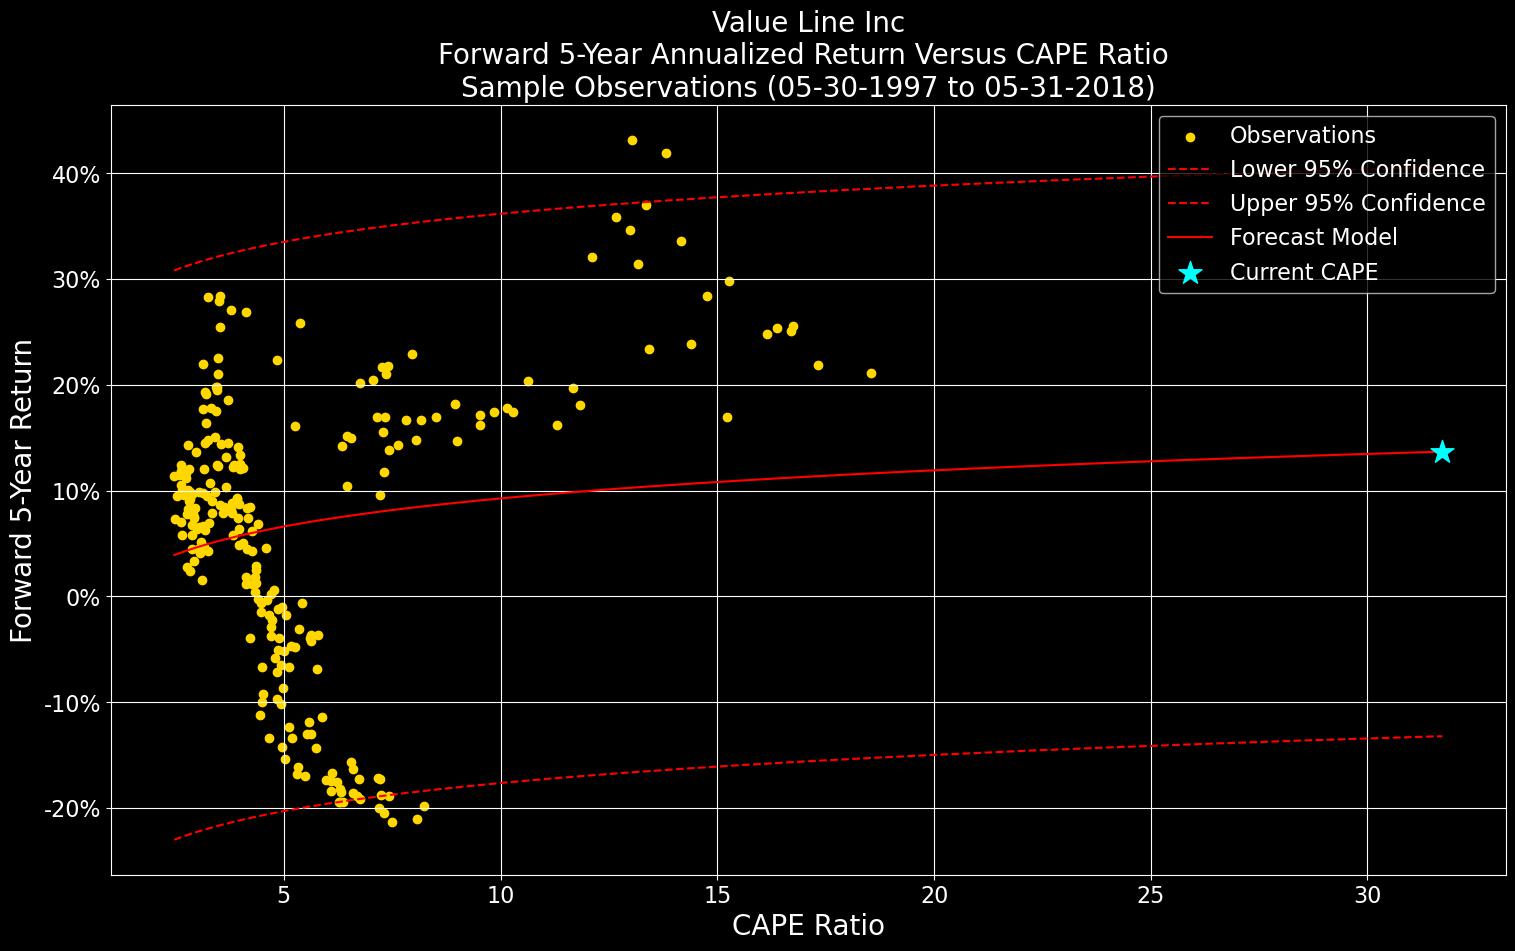 Value Line Inc
Forward 5-Year Annualized Return Versus CAPE Ratio
Sample Observations (05-30-1997 to 05-31-2018)
Observations
Lower 95% Confidence
Upper 95% Confidence
Forecast Model
Current CAPE
Forward 5-Year Return
40%
30%
20%
10%
0%
-10%
-20%
5 10 15 20 25 30
CAPE Ratio